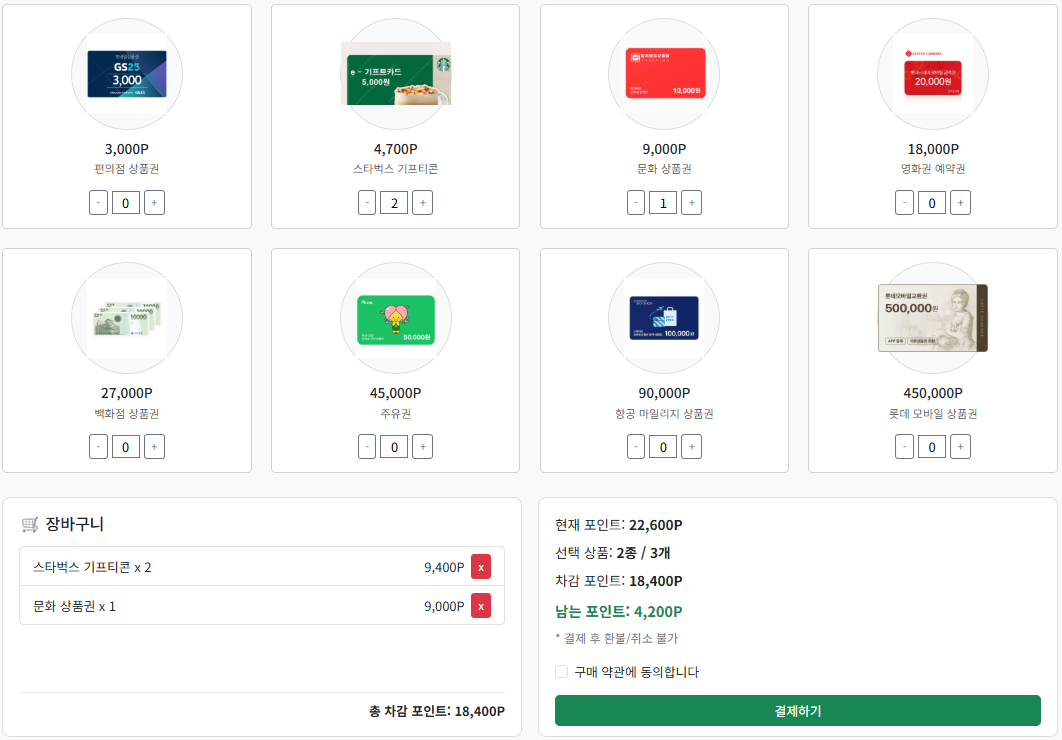 GS25
3,000
e - 기프트카드
5,000원
10,000원
LOTTE CINEMA
20,000원
3,000P
4,700P
9,000P
18,000P
편의점 상품권
스타벅스 기프티콘
문화 상품권
영화권 예약권
- 0 +
- 2 +
- 1 +
- 0 +
10000
10000
50,000원
100,000원
롯데모바일교환권
500,000원
27,000P
45,000P
90,000P
450,000P
백화점 상품권
주유권
항공 마일리지 상품권
롯데 모바일 상품권
- 0 +
- 0 +
- 0 +
- 0 +
장바구니
스타벅스 기프티콘 x 2 9,400P x
문화 상품권 x 1 9,000P x
총 차감 포인트: 18,400P
현재 포인트: 22,600P
선택 상품: 2종 / 3개
차감 포인트: 18,400P
남는 포인트: 4,200P
* 결제 후 환불/취소 불가
구매 약관에 동의합니다
결제하기